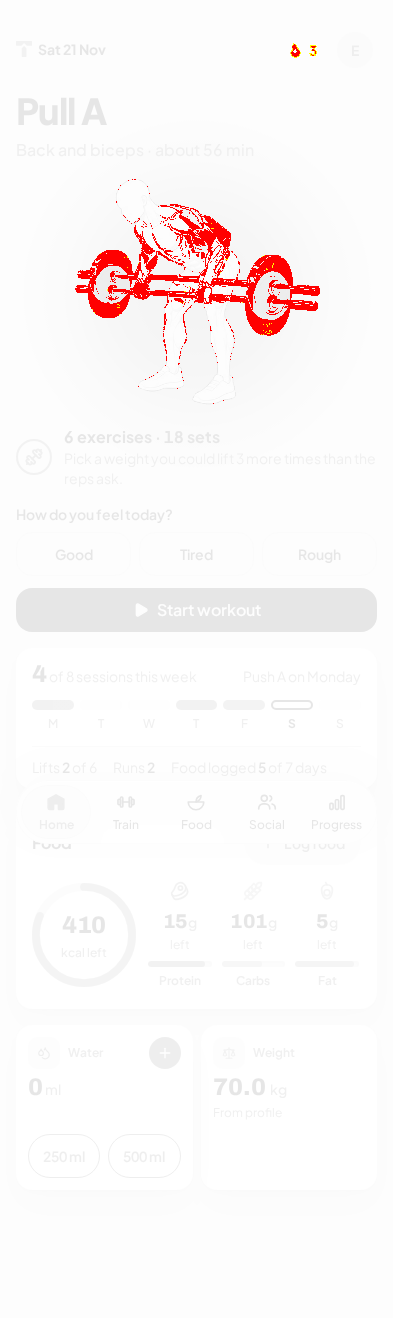 Sat 21 Nov
3
E
Pull A
Back and biceps · about 56 min
6 exercises · 18 sets
Pick a weight you could lift 3 more times than the
reps ask.
How do you feel today?
Good Tired Rough
Start workout
4 of 8 sessions this week Push A on Monday
M T W T F S S
Lifts 2 of 6 Runs 2 Food logged 5 of 7 days
Home Train Food Social Progress
Food Log food
410
kcal left
15 g 101 g 5 g
left left left
Protein Carbs Fat
Water Weight
0 ml 70.0 kg
From profile
250 ml 500 ml